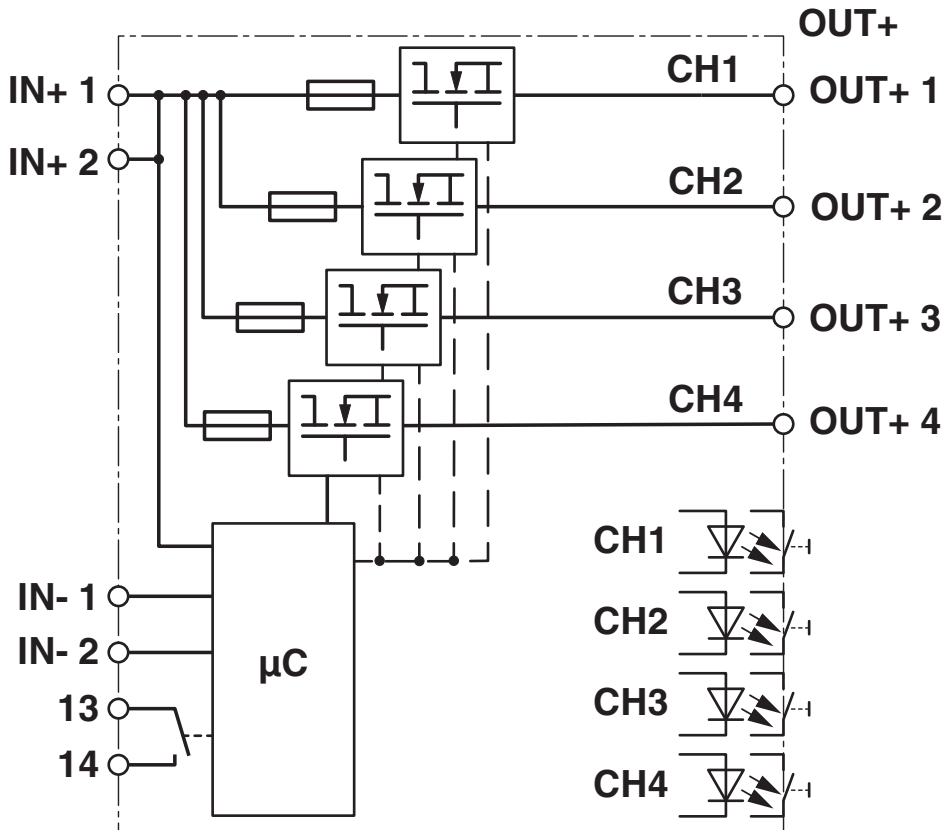 OUT+
IN+ 1
CH1
OUT+ 1
IN+ 2
CH2
OUT+ 2
CH3
OUT+ 3
CH4
OUT+ 4
CH1
IN- 1
CH2
IN- 2
µC
13
CH3
14
CH4